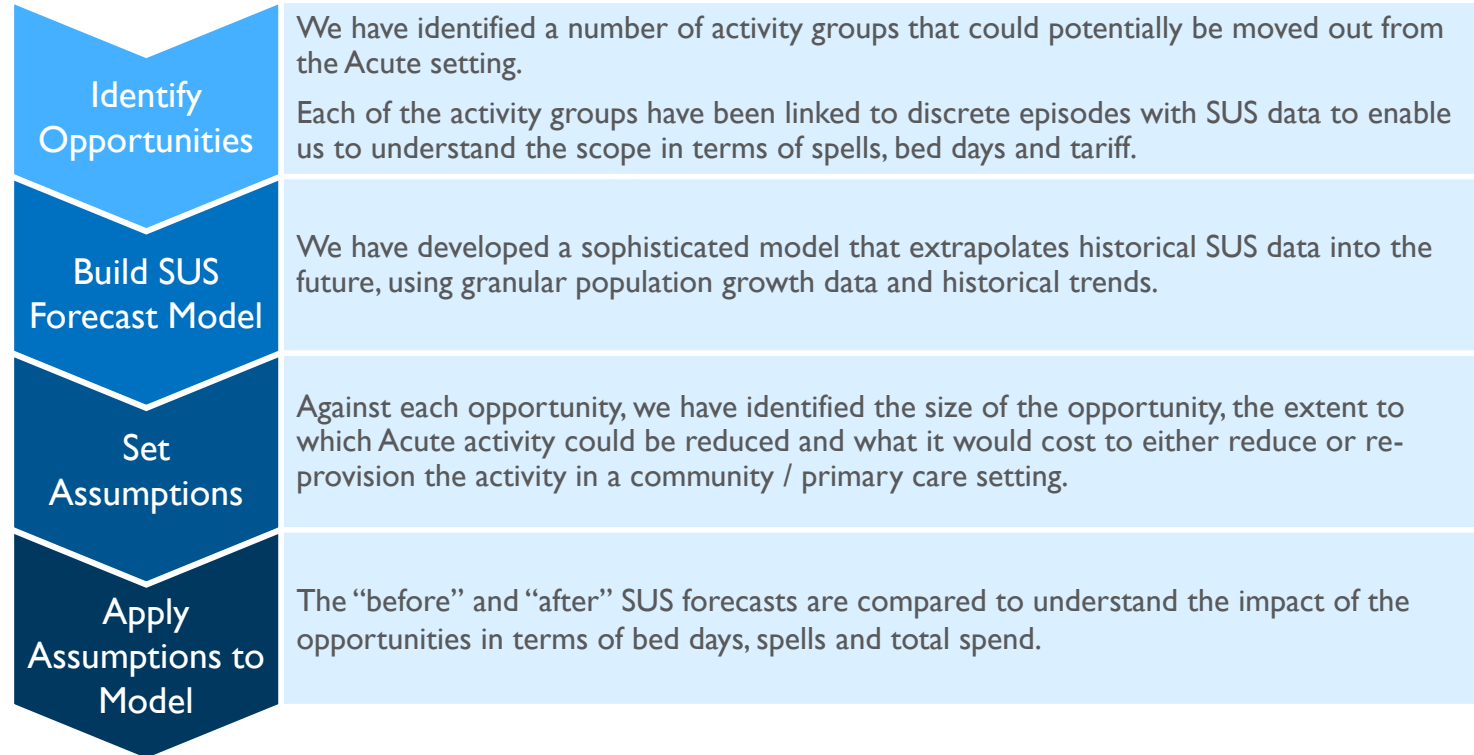 Identify
Opportunities
We have identified a number of activity groups that could potentially be moved out from
the Acute setting.
Each of the activity groups have been linked to discrete episodes with SUS data to enable
us to understand the scope in terms of spells, bed days and tariff.
Build SUS
Forecast Model
We have developed a sophisticated model that extrapolates historical SUS data into the
future, using granular population growth data and historical trends.
Set
Assumptions
Against each opportunity, we have identified the size of the opportunity, the extent to
which Acute activity could be reduced and what it would cost to either reduce or re-
provision the activity in a community / primary care setting.
Apply
Assumptions to
Model
The “before” and “after” SUS forecasts are compared to understand the impact of the
opportunities in terms of bed days, spells and total spend.